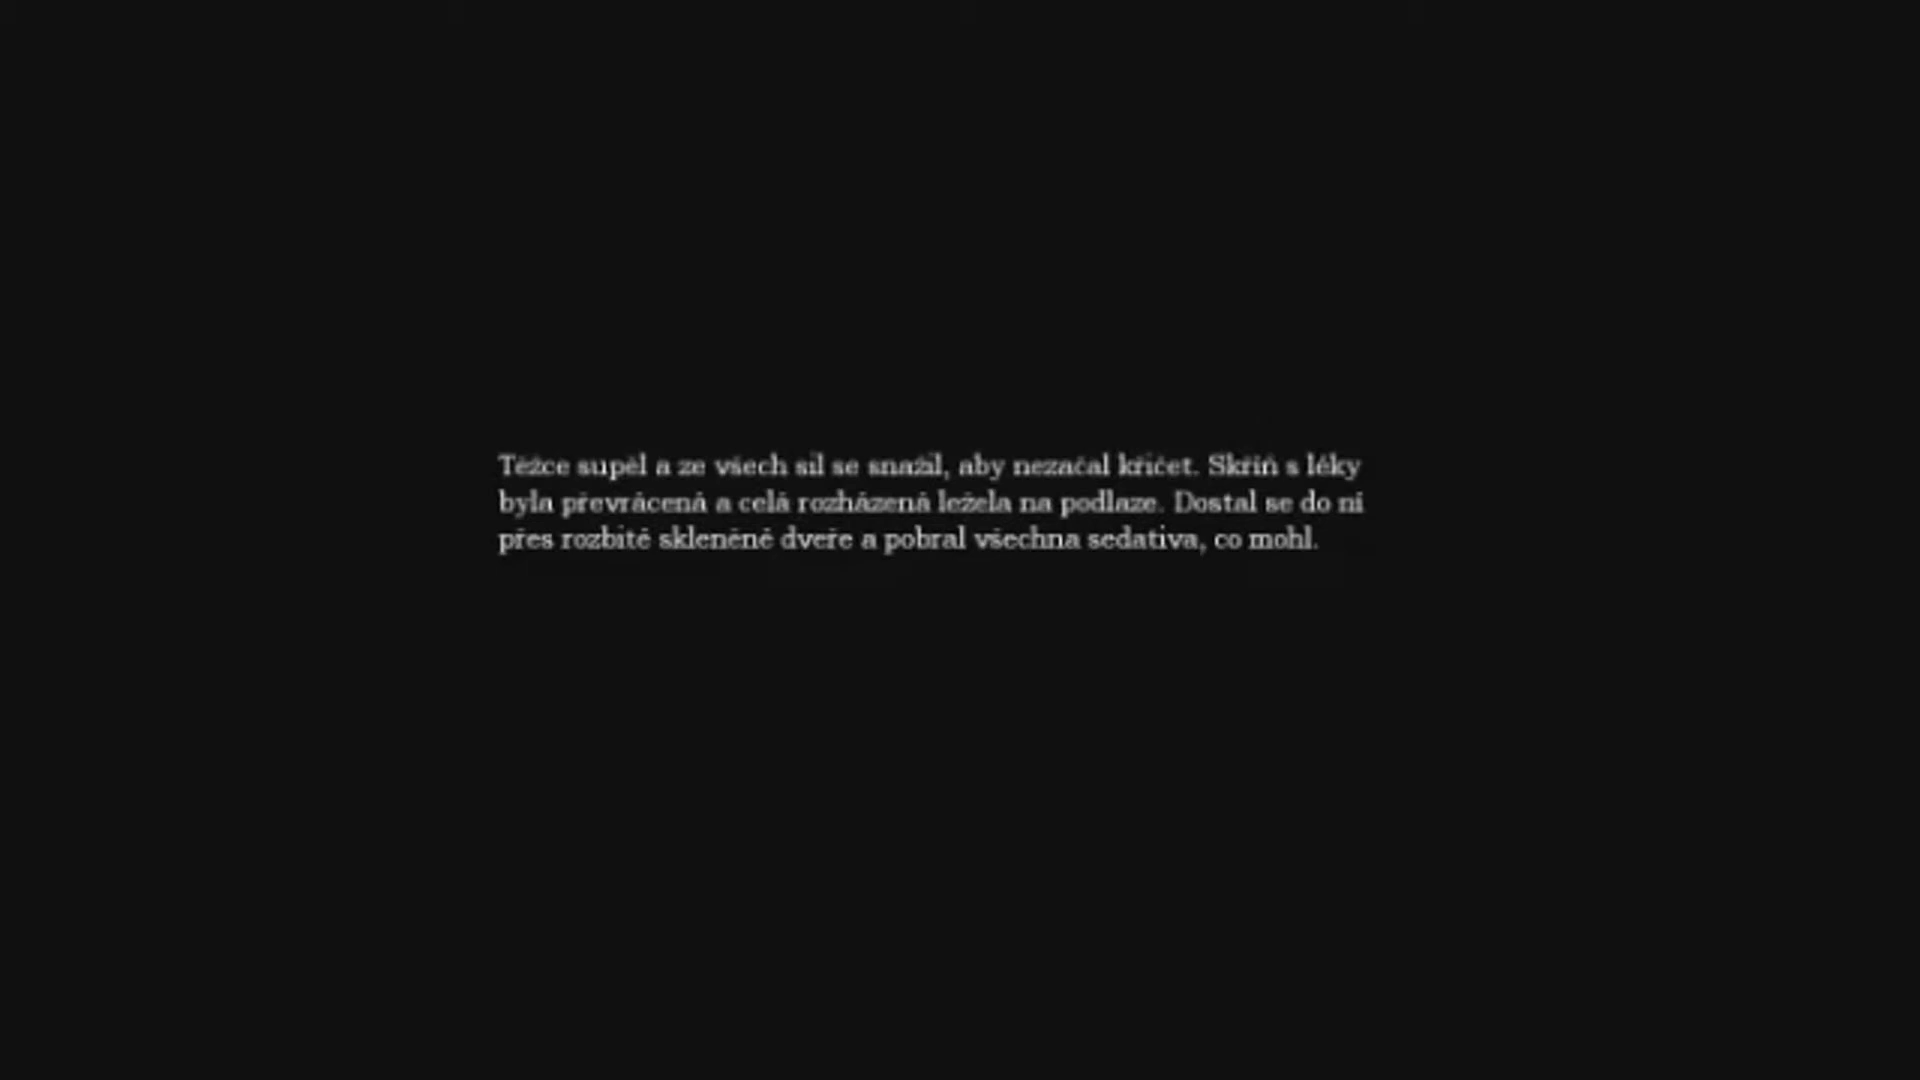 Těžce supěl a ze všech sil se snažil, aby nezačal křičet. Skříň s léky
byla převrácená a celá rozházená ležela na podlaze. Dostal se do ní
přes rozbité skleněné dveře a pobral všechna sedativa, co mohl.